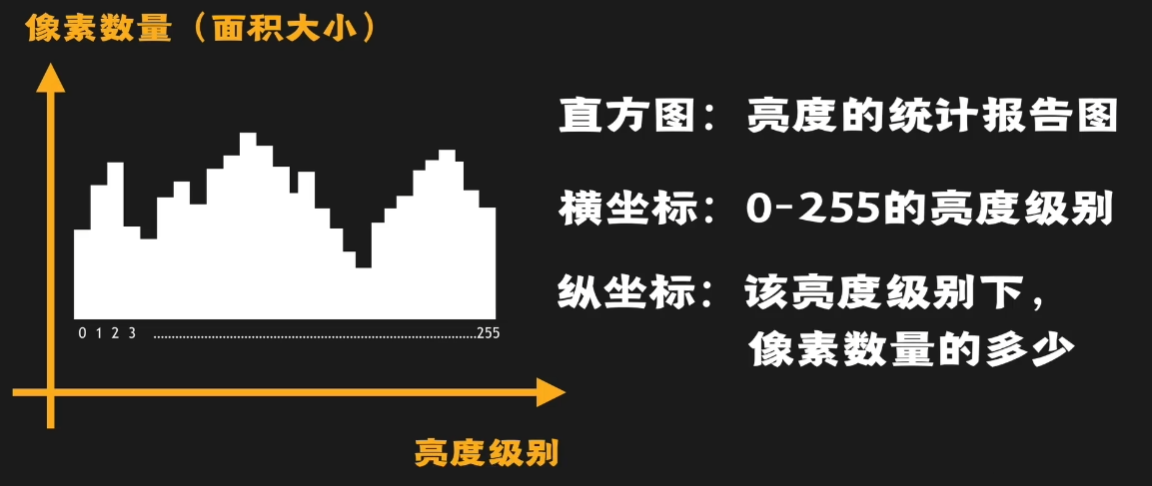 像素数量（面积大小）
直方图：亮度的统计报告图
横坐标：0-255的亮度级别
纵坐标：该亮度级别下，
像素数量的多少
0 1 2 3 ........................................................................................255
亮度级别